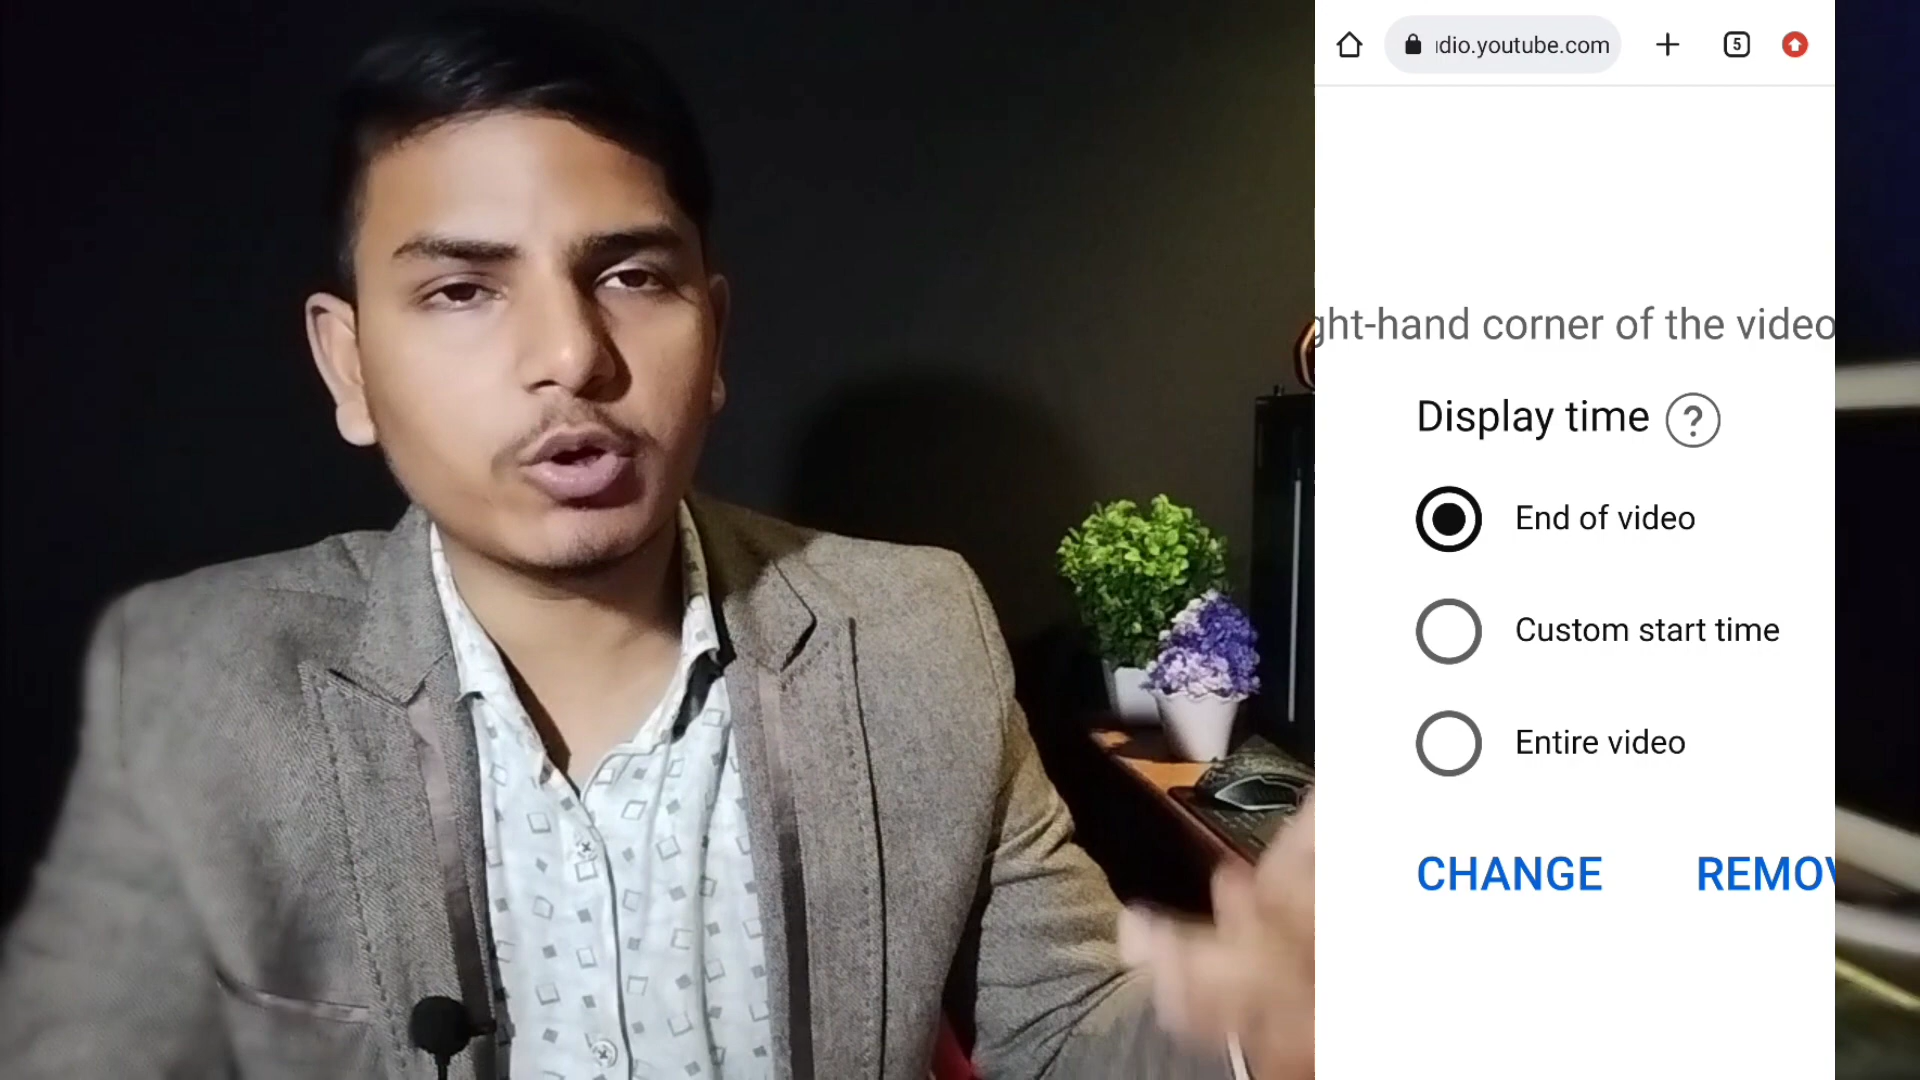 dio.youtube.com
5
ght-hand corner of the video
Display time ?
End of video
Custom start time
Entire video
CHANGE REMOV